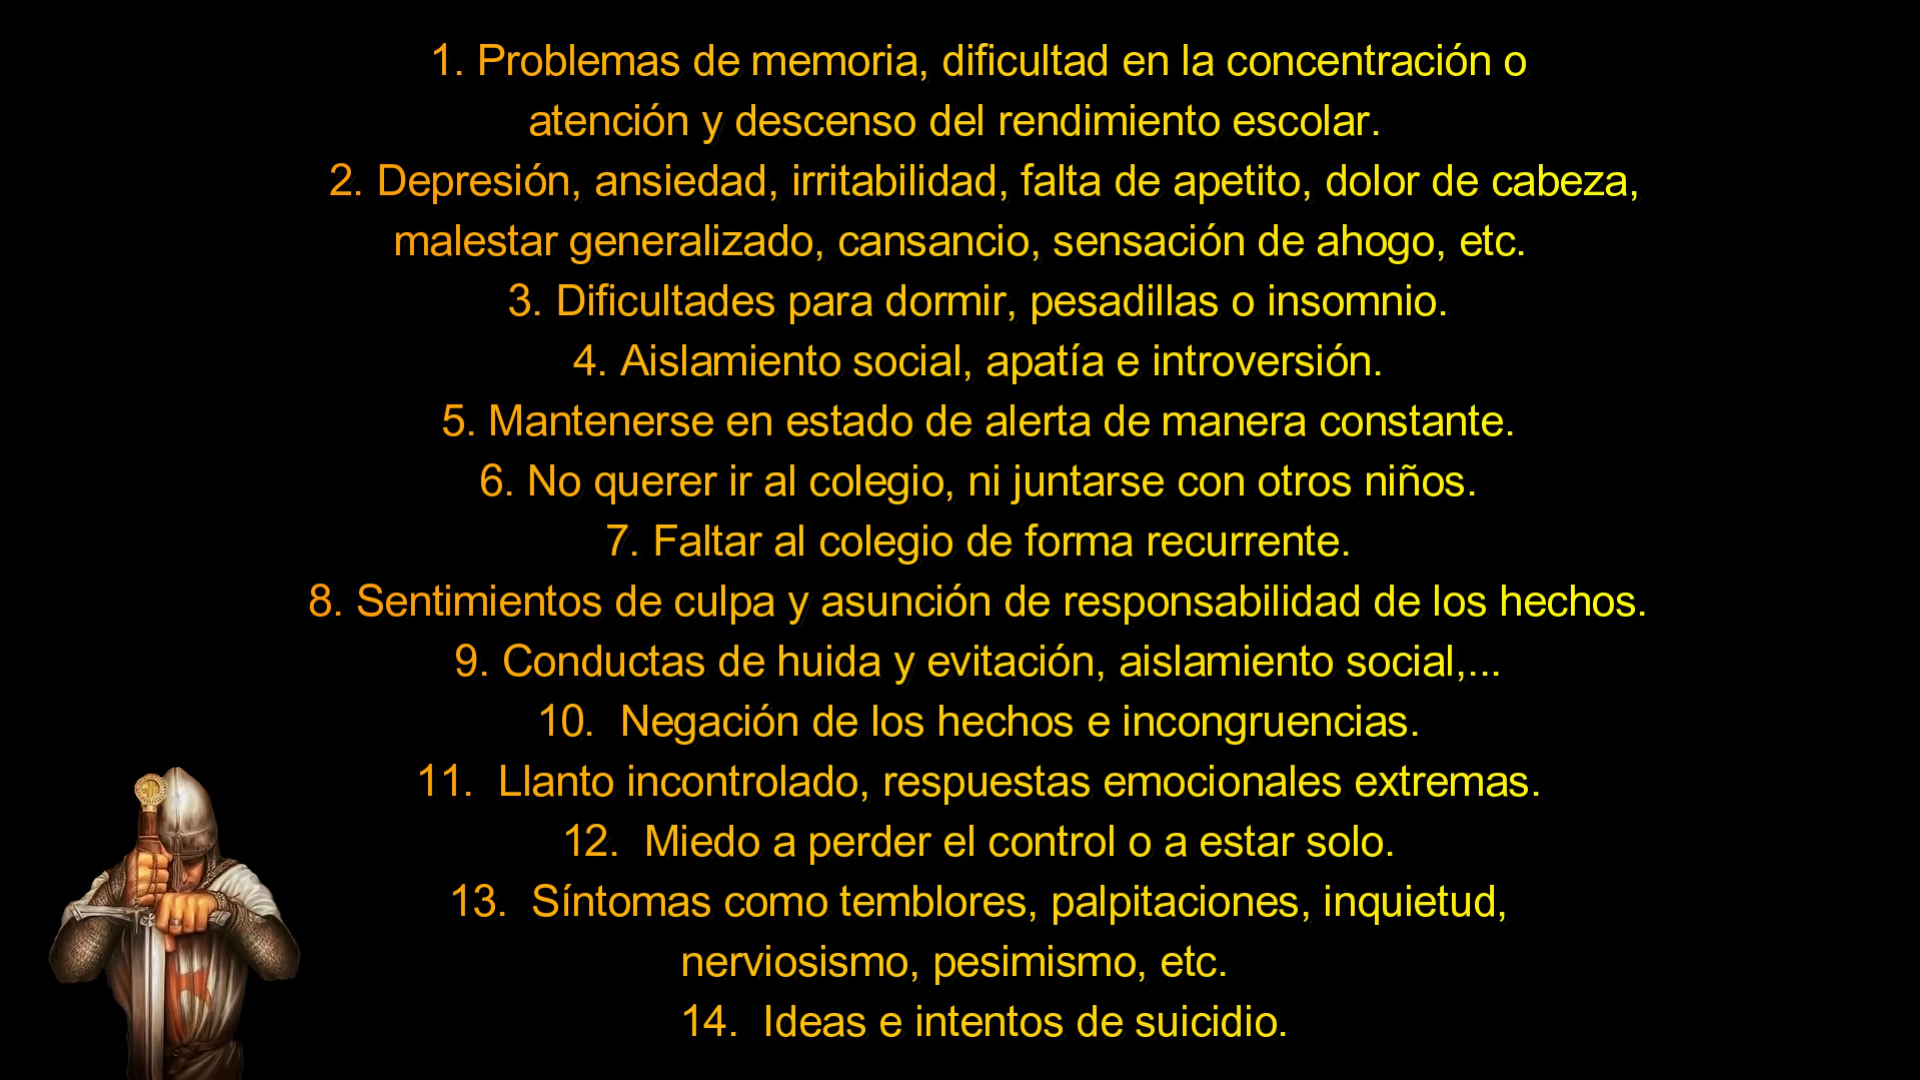 1. Problemas de memoria, dificultad en la concentración o
atención y descenso del rendimiento escolar.
2. Depresión, ansiedad, irritabilidad, falta de apetito, dolor de cabeza,
malestar generalizado, cansancio, sensación de ahogo, etc.
3. Dificultades para dormir, pesadillas o insomnio.
4. Aislamiento social, apatía e introversión.
5. Mantenerse en estado de alerta de manera constante.
6. No querer ir al colegio, ni juntarse con otros niños.
7. Faltar al colegio de forma recurrente.
8. Sentimientos de culpa y asunción de responsabilidad de los hechos.
9. Conductas de huida y evitación, aislamiento social,...
10.  Negación de los hechos e incongruencias.
11.  Llanto incontrolado, respuestas emocionales extremas.
12.  Miedo a perder el control o a estar solo.
13.  Síntomas como temblores, palpitaciones, inquietud,
nerviosismo, pesimismo, etc.
14.  Ideas e intentos de suicidio.